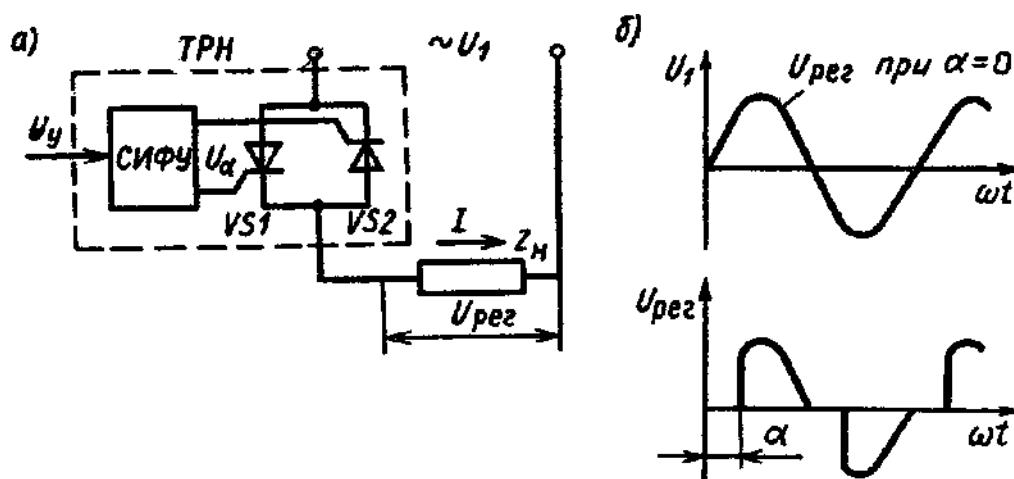 а)
ТРН
~U₁
Uу
СИФУ
Uα
VS1
VS2
I
Zн
Uрег
б)
U₁
Uрег при α=0
ωt
Uрег
α
ωt